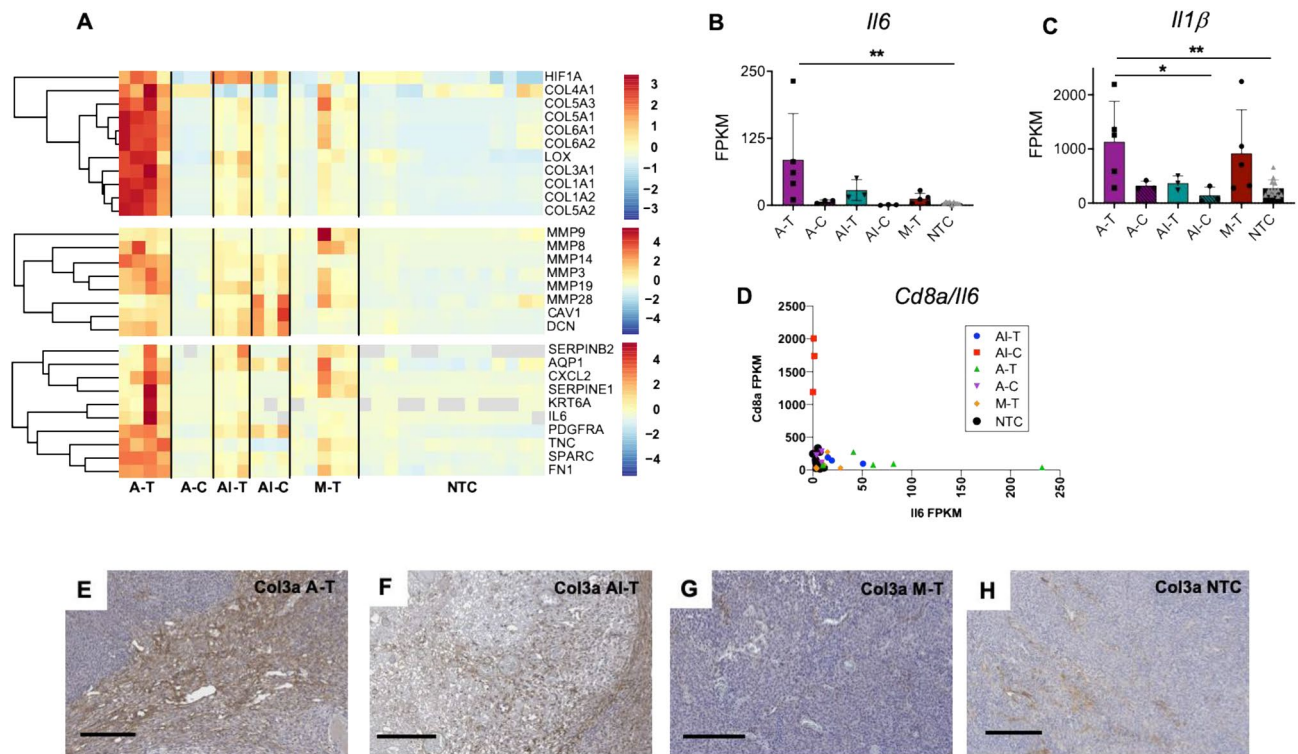 A
HIF1A
COL4A1
COL5A3
COL5A1
COL6A1
COL6A2
LOX
COL3A1
COL1A1
COL1A2
COL5A2
3
2
1
0
−1
−2
−3
MMP9
MMP8
MMP14
MMP3
MMP19
MMP28
CAV1
DCN
4
2
0
−2
−4
SERPINB2
AQP1
CXCL2
SERPINE1
KRT6A
IL6
PDGFRA
TNC
SPARC
FN1
4
2
0
−2
−4
A-T A-C AI-T AI-C M-T NTC
B
Il6
**
FPKM
250
125
0
A-T A-C AI-T AI-C M-T NTC
C
Il1β
**
*
FPKM
2000
1000
0
A-T A-C AI-T AI-C M-T NTC
D
Cd8a/Il6
Cd8a FPKM
2500
2000
1500
1000
500
0
0 50 100 150 200 250
Il6 FPKM
AI-T
AI-C
A-T
A-C
M-T
NTC
E
Col3a A-T
F
Col3a AI-T
G
Col3a M-T
H
Col3a NTC